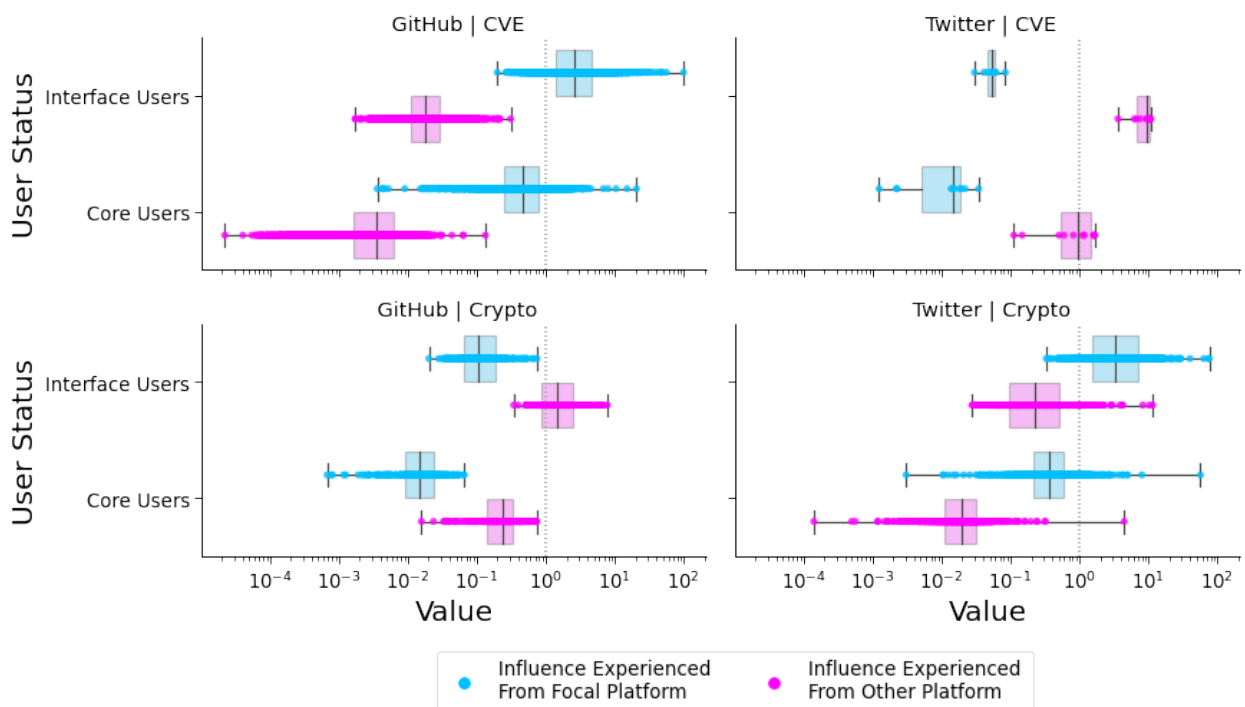 GitHub | CVE
Twitter | CVE
User Status
Interface Users
Core Users
GitHub | Crypto
Twitter | Crypto
User Status
Interface Users
Core Users
10⁻⁴ 10⁻³ 10⁻² 10⁻¹ 10⁰ 10¹ 10²
10⁻⁴ 10⁻³ 10⁻² 10⁻¹ 10⁰ 10¹ 10²
Value
Value
Influence Experienced
From Focal Platform
Influence Experienced
From Other Platform